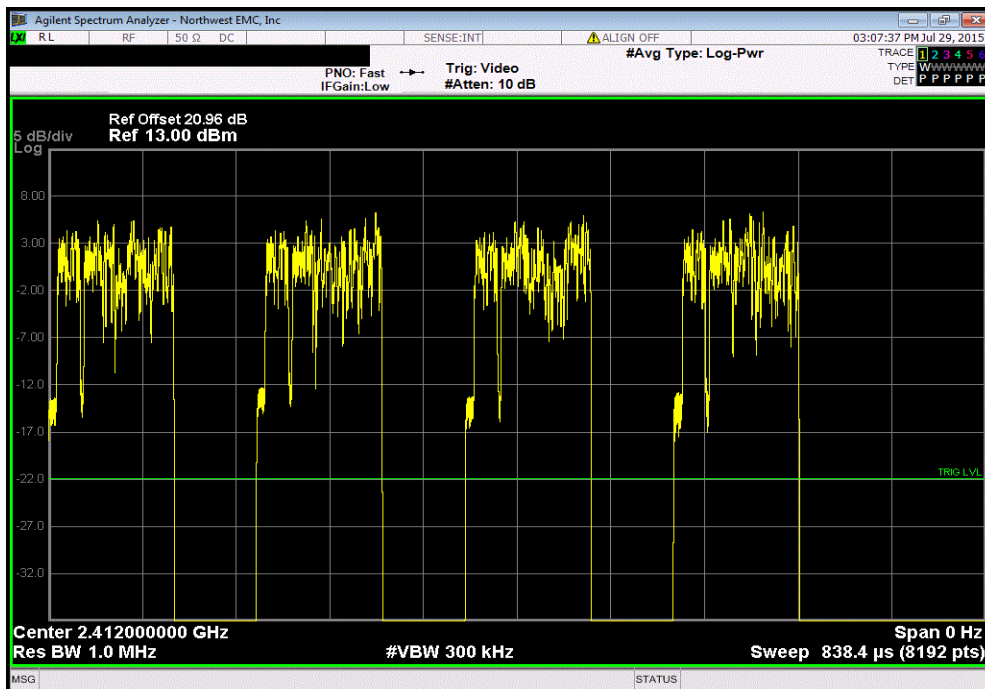 Agilent Spectrum Analyzer - Northwest EMC, Inc
LXI RL RF 50 Ω DC SENSE:INT ALIGN OFF 03:07:37 PM Jul 29, 2015
#Avg Type: Log-Pwr
TRACE 1 2 3 4 5 6
TYPE WWWWWW
DET P P P P P P
PNO: Fast Trig: Video
IFGain:Low #Atten: 10 dB
Ref Offset 20.96 dB
5 dB/div Ref 13.00 dBm
Log
8.00
3.00
-2.00
-7.00
-12.0
-17.0
TRIG LVL
-22.0
-27.0
-32.0
Center 2.412000000 GHz Span 0 Hz
Res BW 1.0 MHz #VBW 300 kHz Sweep 838.4 µs (8192 pts)
MSG STATUS